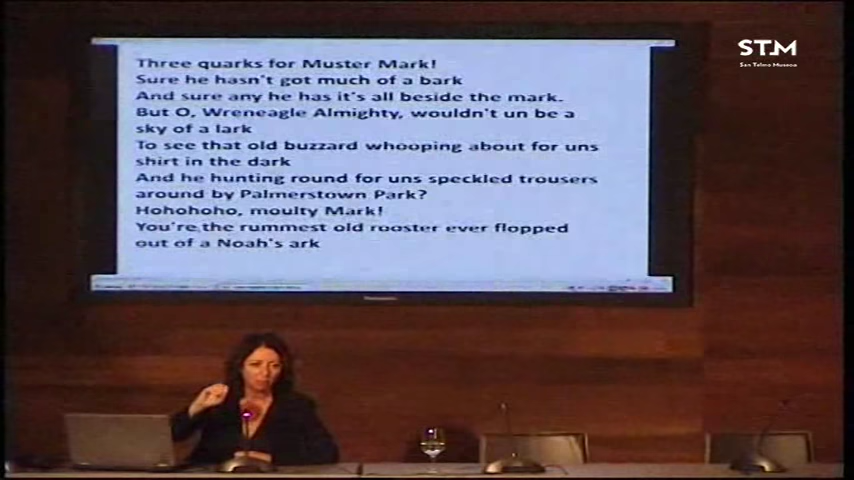 Three quarks for Muster Mark!
Sure he hasn't got much of a bark
And sure any he has it's all beside the mark.
But O, Wreneagle Almighty, wouldn't un be a
sky of a lark
To see that old buzzard whooping about for uns
shirt in the dark
And he hunting round for uns speckled trousers
around by Palmerstown Park?
Hohohoho, moulty Mark!
You're the rummest old rooster ever flopped
out of a Noah's ark
STM
San Telmo Museoa